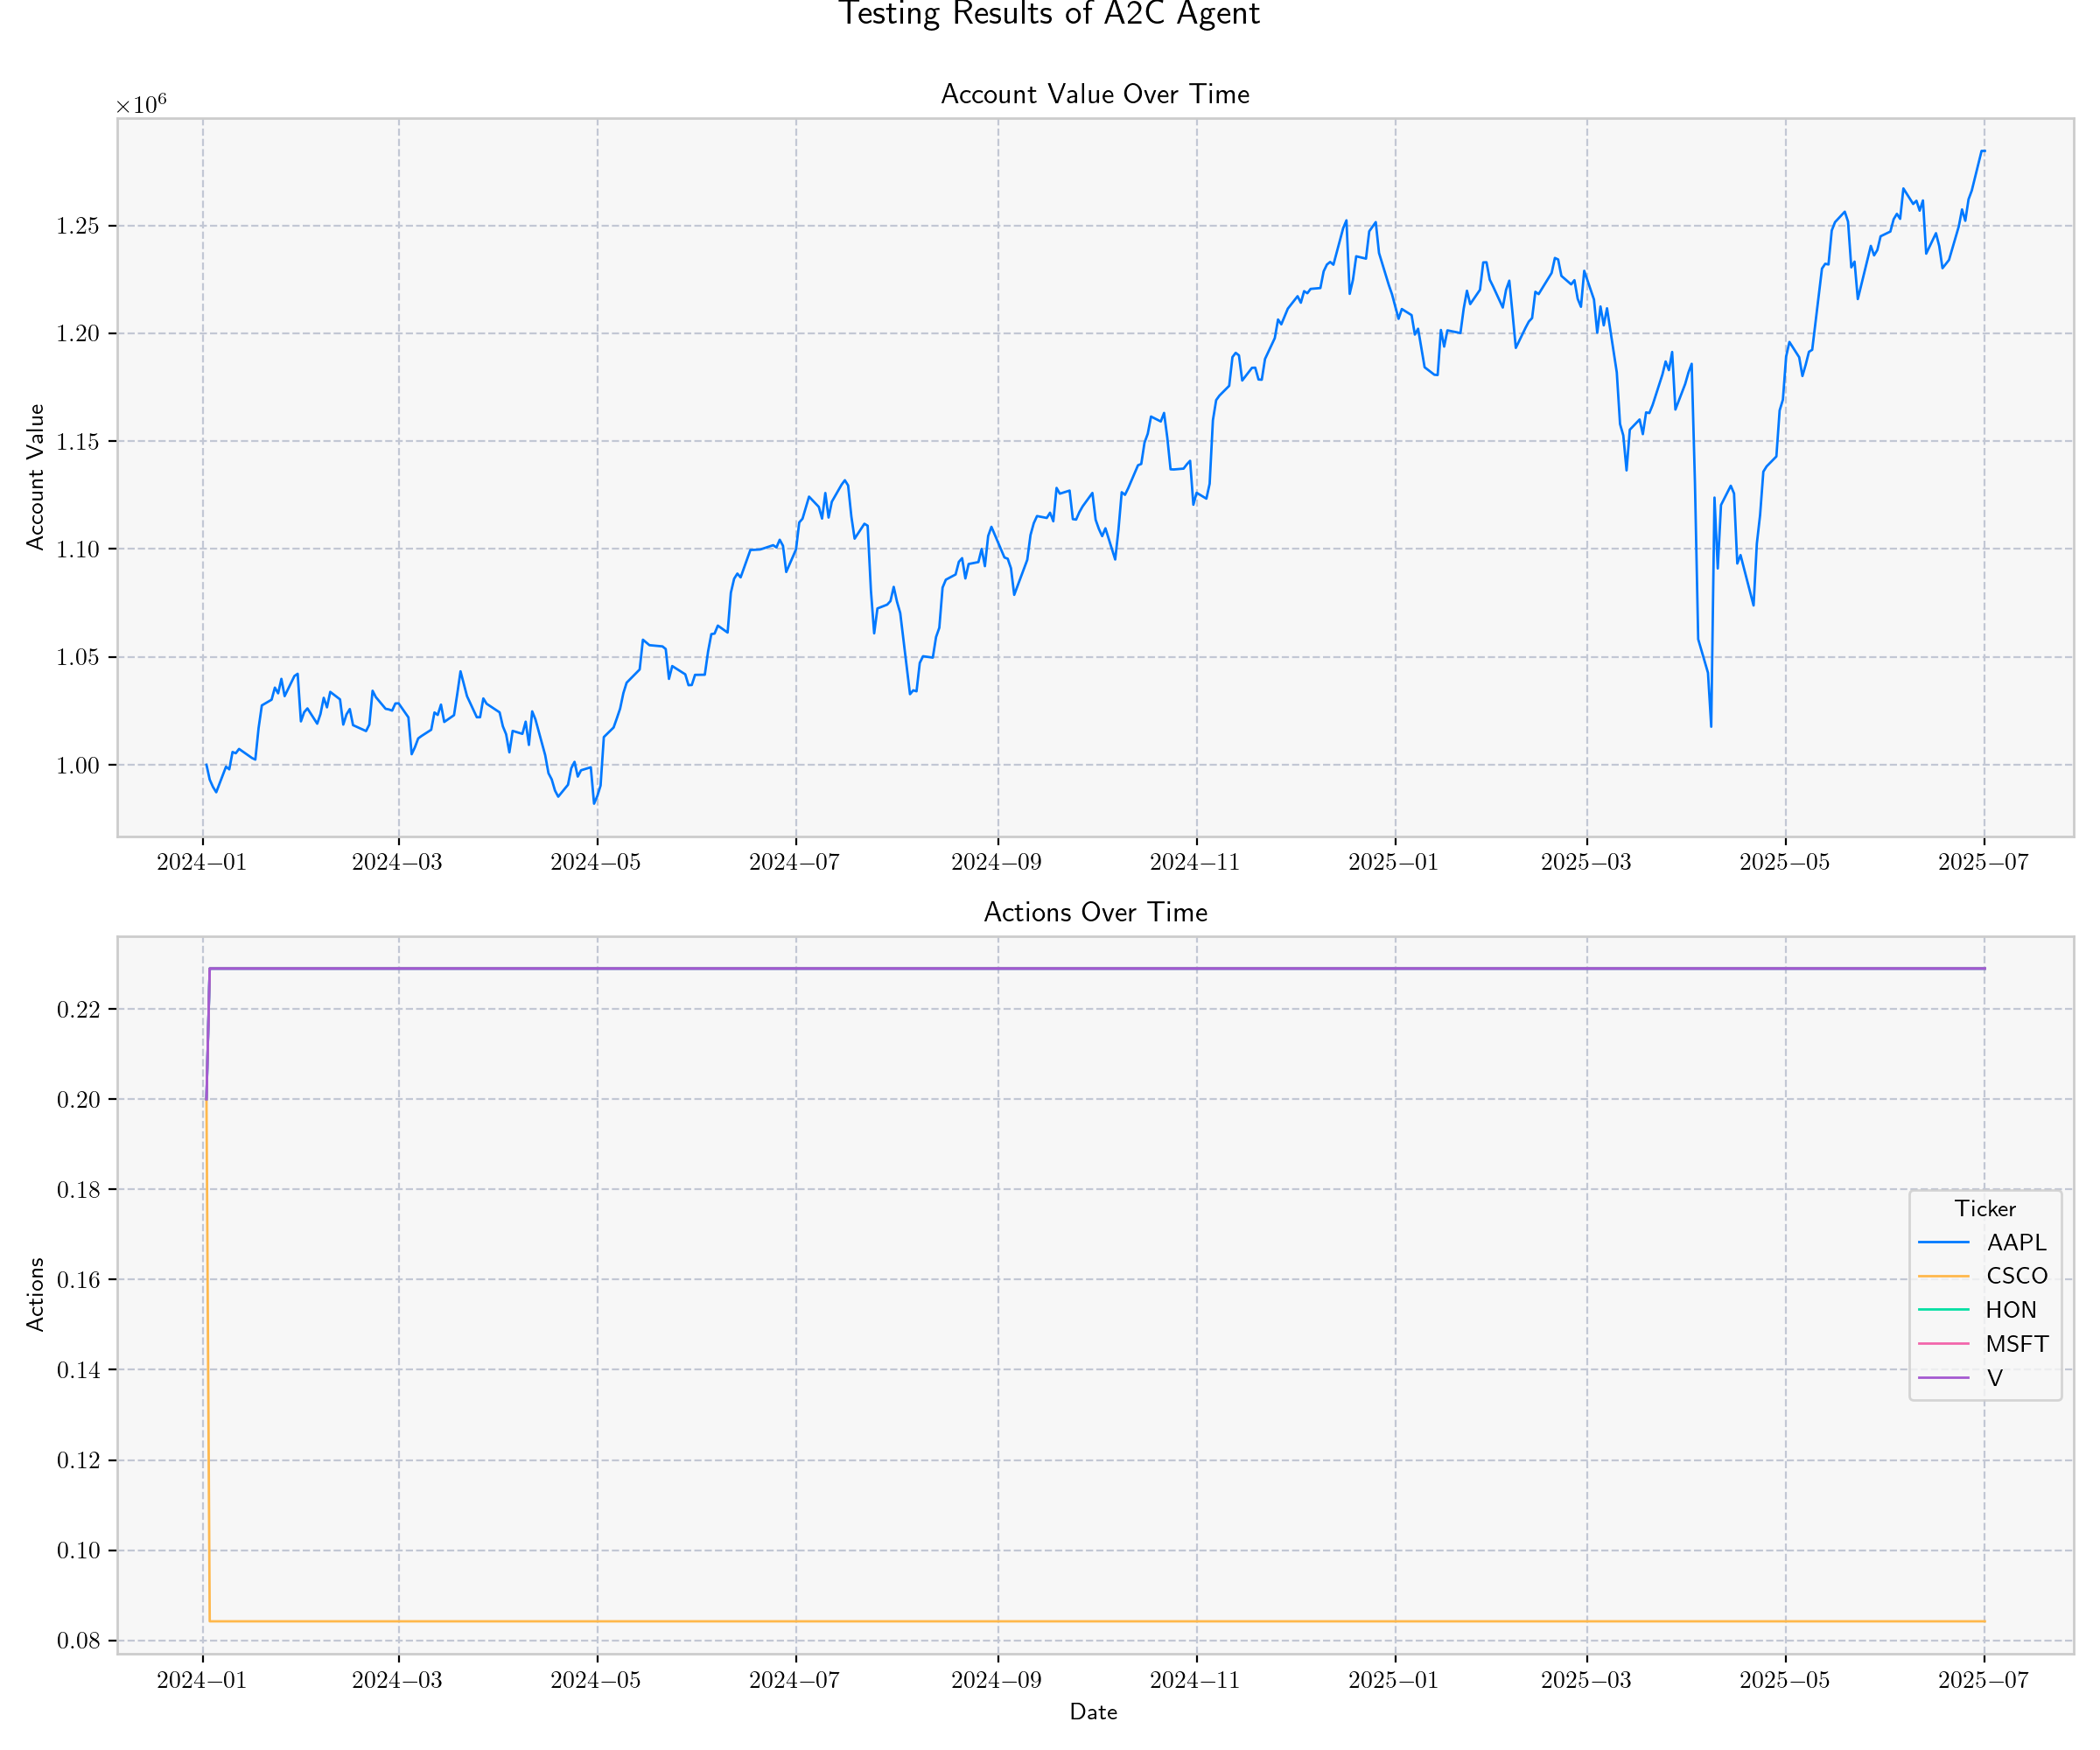 Testing Results of A2C Agent
Account Value Over Time
×10⁶
Account Value
1.25
1.20
1.15
1.10
1.05
1.00
2024–01 2024–03 2024–05 2024–07 2024–09 2024–11 2025–01 2025–03 2025–05 2025–07
Actions Over Time
Actions
0.22
0.20
0.18
0.16
0.14
0.12
0.10
0.08
Ticker
AAPL
CSCO
HON
MSFT
V
2024–01 2024–03 2024–05 2024–07 2024–09 2024–11 2025–01 2025–03 2025–05 2025–07
Date